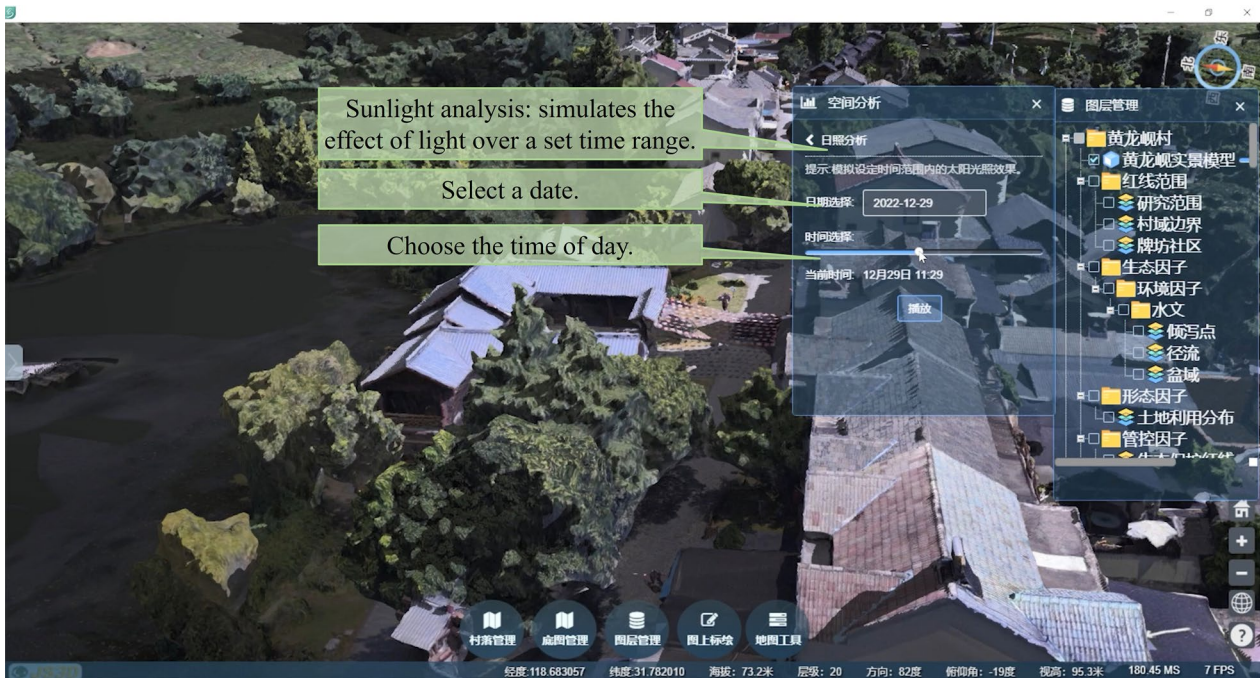 Sunlight analysis: simulates the
effect of light over a set time range.
Select a date.
Choose the time of day.
空间分析
日照分析
提示:模拟设定时间范围内的太阳光照效果。
日期选择: 2022-12-29
时间选择:
当前时间: 12月29日 11:29
播放
图层管理
黄龙岘村
黄龙岘实景模型
红线范围
研究范围
村域边界
牌坊社区
生态因子
环境因子
水文
倾泻点
径流
盆域
形态因子
土地利用分布
管控因子
生态保护红线
北
东
南
村落管理
底图管理
图层管理
图上标绘
地图工具
经度:118.683057 纬度:31.782010 海拔: 73.2米 层级: 20 方向: 82度 俯仰角: -19度 视高: 95.3米 180.45 MS 7 FPS